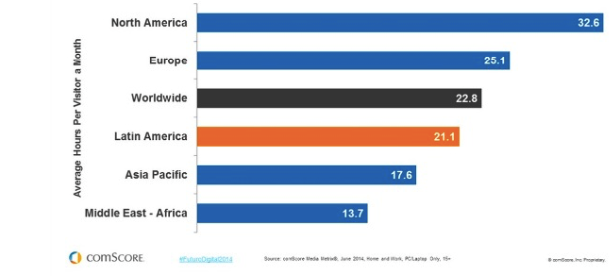 Average Hours Per Visitor a Month
North America 32.6
Europe 25.1
Worldwide 22.8
Latin America 21.1
Asia Pacific 17.6
Middle East - Africa 13.7
comScore
#FuturoDigital2014
Source: comScore Media Metrix®, June 2014, Home and Work, PC/Laptop Only, 15+
© comScore, Inc. Proprietary.